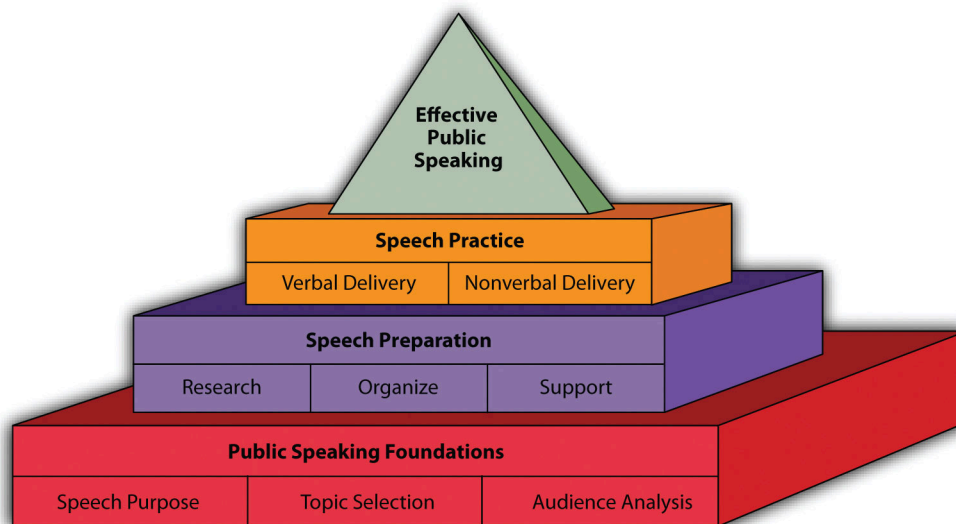 Effective
Public
Speaking
Speech Practice
Verbal Delivery
Nonverbal Delivery
Speech Preparation
Research
Organize
Support
Public Speaking Foundations
Speech Purpose
Topic Selection
Audience Analysis